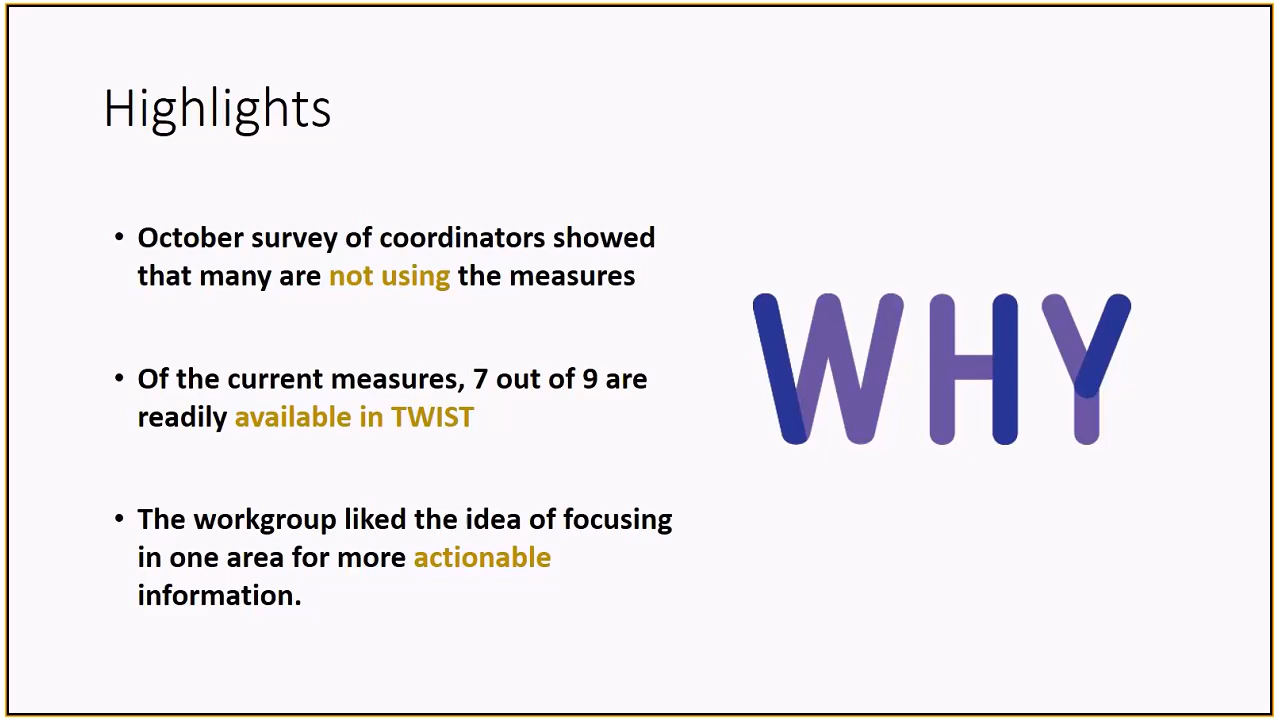 Highlights
• October survey of coordinators showed
that many are not using the measures
• Of the current measures, 7 out of 9 are
readily available in TWIST
• The workgroup liked the idea of focusing
in one area for more actionable
information.
WHY